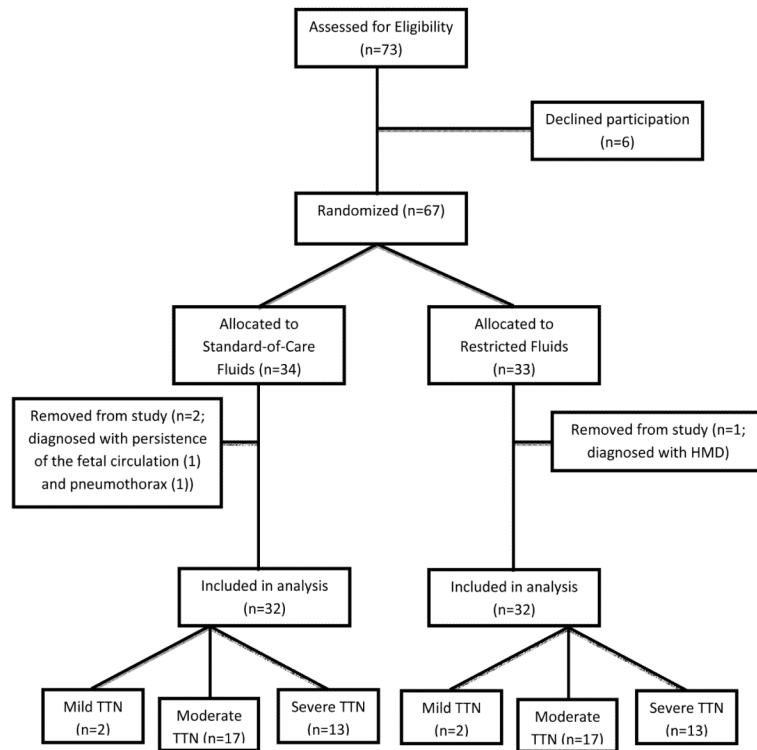 Assessed for Eligibility
(n=73)
Declined participation
(n=6)
Randomized (n=67)
Allocated to
Standard-of-Care
Fluids (n=34)
Allocated to
Restricted Fluids
(n=33)
Removed from study (n=2;
diagnosed with persistence
of the fetal circulation (1)
and pneumothorax (1))
Removed from study (n=1;
diagnosed with HMD)
Included in analysis
(n=32)
Included in analysis
(n=32)
Mild TTN
(n=2)
Moderate
TTN (n=17)
Severe TTN
(n=13)
Mild TTN
(n=2)
Moderate
TTN (n=17)
Severe TTN
(n=13)